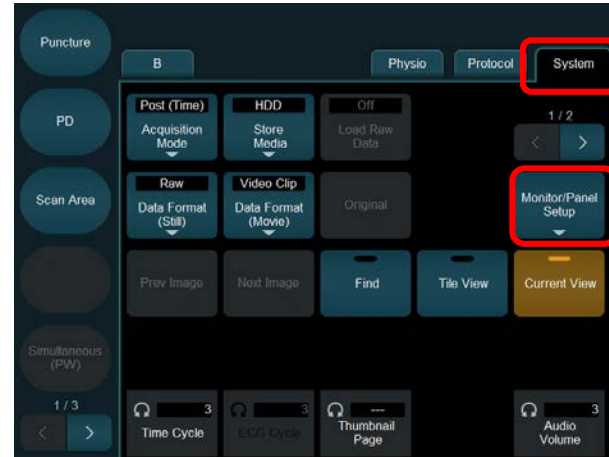 Puncture
B
Physio
Protocol
System
PD
Post (Time)
Acquisition
Mode
HDD
Store
Media
Off
Load Raw
Data
1 / 2
Scan Area
Raw
Data Format
(Still)
Video Clip
Data Format
(Movie)
Original
Monitor/Panel
Setup
Prev Image
Next Image
Find
Tile View
Current View
Simultaneous
(PW)
1 / 3
3
Time Cycle
3
ECG Cycle
---
Thumbnail
Page
3
Audio
Volume